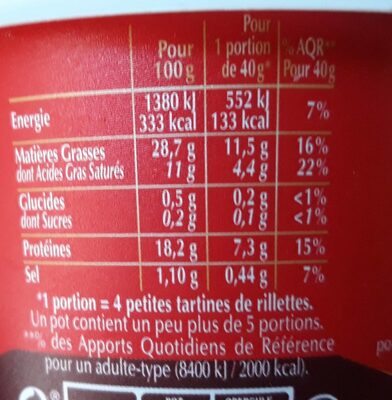 Pour
100 g
Pour
1 portion
de 40 g*
% AQR**
Pour 40g
Energie 1380 kJ 552 kJ 7%
333 kcal 133 kcal
Matières Grasses 28,7 g 11,5 g 16%
dont Acides Gras Saturés 11 g 4,4 g 22%
Glucides 0,5 g 0,2 g <1%
dont Sucres 0,2 g 0,1 g <1%
Protéines 18,2 g 7,3 g 15%
Sel 1,10 g 0,44 g 7%
*1 portion = 4 petites tartines de rillettes.
Un pot contient un peu plus de 5 portions.
**% des Apports Quotidiens de Référence
pour un adulte-type (8400 kJ / 2000 kcal).